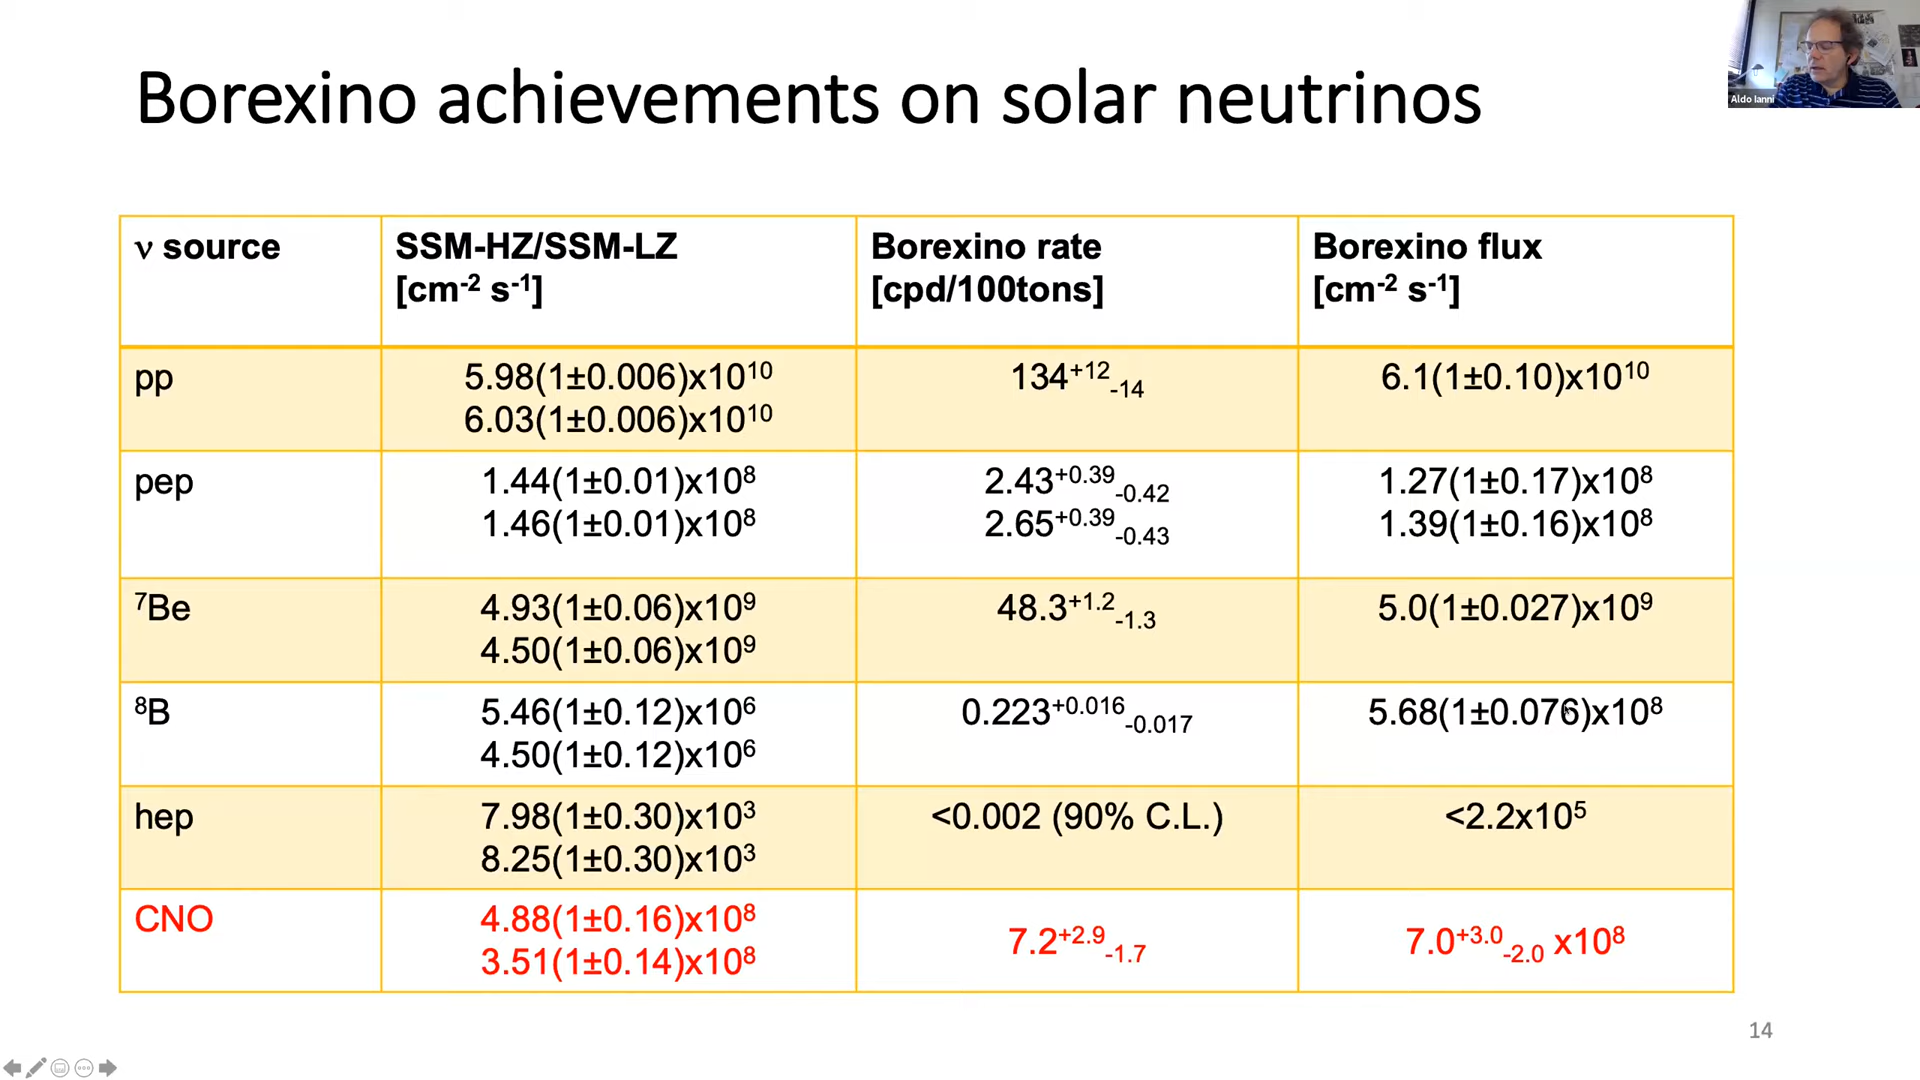 Borexino achievements on solar neutrinos
Aldo Ianni
ν source
SSM-HZ/SSM-LZ
[cm⁻² s⁻¹]
Borexino rate
[cpd/100tons]
Borexino flux
[cm⁻² s⁻¹]
pp
5.98(1±0.006)x10¹⁰
6.03(1±0.006)x10¹⁰
134⁺¹²₋₁₄
6.1(1±0.10)x10¹⁰
pep
1.44(1±0.01)x10⁸
1.46(1±0.01)x10⁸
2.43+0.39-0.42
2.65+0.39-0.43
1.27(1±0.17)x10⁸
1.39(1±0.16)x10⁸
⁷Be
4.93(1±0.06)x10⁹
4.50(1±0.06)x10⁹
48.3+1.2-1.3
5.0(1±0.027)x10⁹
⁸B
5.46(1±0.12)x10⁶
4.50(1±0.12)x10⁶
0.223+0.016-0.017
5.68(1±0.076)x10⁸
hep
7.98(1±0.30)x10³
8.25(1±0.30)x10³
<0.002 (90% C.L.)
<2.2x10⁵
CNO
4.88(1±0.16)x10⁸
3.51(1±0.14)x10⁸
7.2+2.9-1.7
7.0+3.0-2.0 x10⁸
14